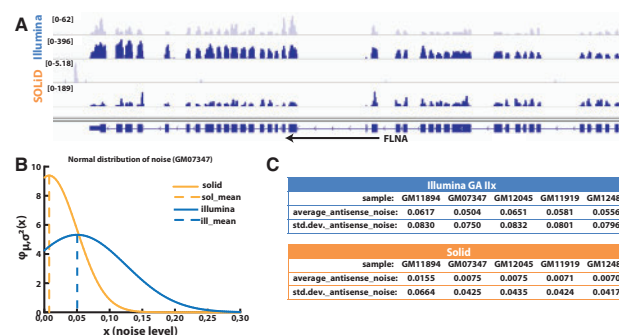 A
Illumina
SOLiD
[0-62]
[0-396]
[0-5.18]
[0-189]
FLNA
B
Normal distribution of noise (GM07347)
φμ,σ²(x)
10
8
6
4
2
0
solid
sol_mean
illumina
ill_mean
0,00 0,05 0,10 0,15 0,20 0,25 0,30
x (noise level)
C
Illumina GA IIx
sample: GM11894 GM07347 GM12045 GM11919 GM1248
average_antisense_noise: 0.0617 0.0504 0.0651 0.0581 0.0556
std.dev._antisense_noise: 0.0830 0.0750 0.0832 0.0801 0.0796
Solid
sample: GM11894 GM07347 GM12045 GM11919 GM1248
average_antisense_noise: 0.0155 0.0075 0.0075 0.0071 0.0070
std.dev._antisense_noise: 0.0664 0.0425 0.0435 0.0424 0.0417